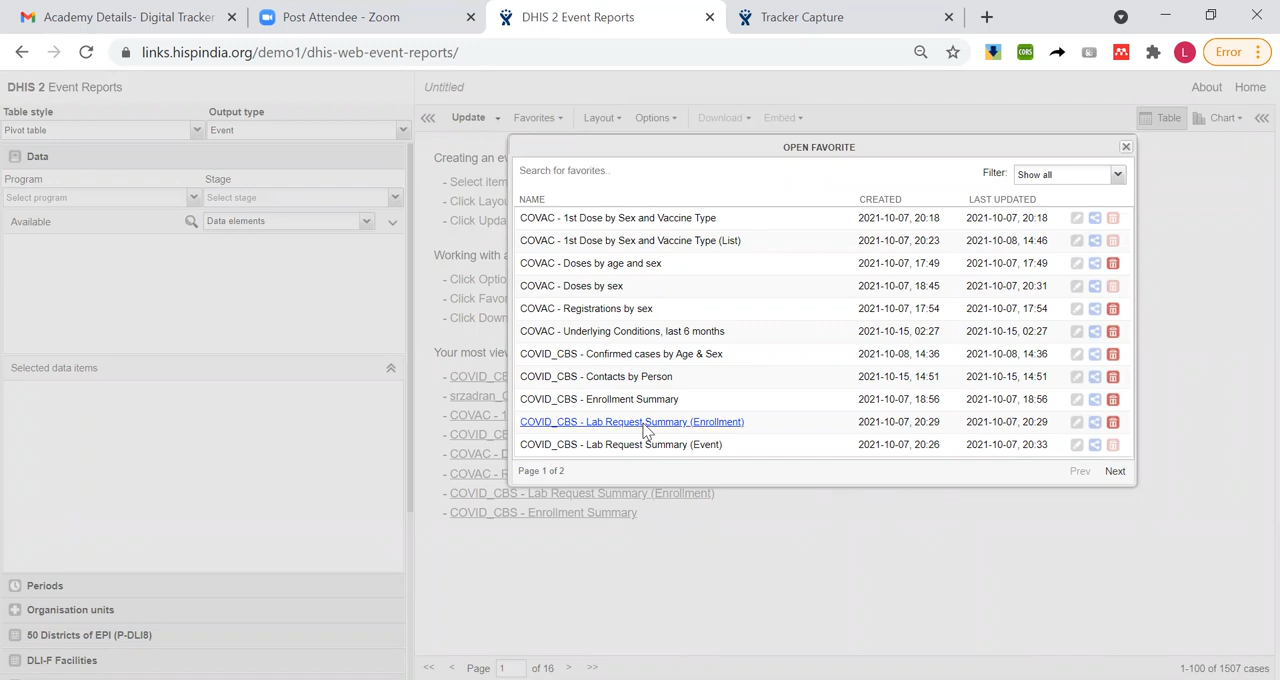 Academy Details- Digital Tracker
Post Attendee - Zoom
DHIS 2 Event Reports
Tracker Capture
links.hispindia.org/demo1/dhis-web-event-reports/
CORS
L
Error
DHIS 2 Event Reports
Untitled
About
Home
Table style
Output type
Pivot table
Event
Update
Favorites
Layout
Options
Download
Embed
Table
Chart
Data
Program
Stage
Select program
Select stage
Available
Data elements
Selected data items
Periods
Organisation units
50 Districts of EPI (P-DLI8)
DLI-F Facilities
Creating an ev
- Select item
- Click Layou
- Click Upda
Working with a
- Click Optio
- Click Favor
- Click Down
Your most view
- COVID_CE
- srzadran_C
- COVAC - 1
- COVID_CE
- COVAC - D
- COVAC - R
- COVID_CBS - Lab Request Summary (Enrollment)
- COVID_CBS - Enrollment Summary
OPEN FAVORITE
Search for favorites..
Filter:
Show all
NAME CREATED LAST UPDATED
COVAC - 1st Dose by Sex and Vaccine Type 2021-10-07, 20:18 2021-10-07, 20:18
COVAC - 1st Dose by Sex and Vaccine Type (List) 2021-10-07, 20:23 2021-10-08, 14:46
COVAC - Doses by age and sex 2021-10-07, 17:49 2021-10-07, 17:49
COVAC - Doses by sex 2021-10-07, 18:45 2021-10-07, 20:31
COVAC - Registrations by sex 2021-10-07, 17:54 2021-10-07, 17:54
COVAC - Underlying Conditions, last 6 months 2021-10-15, 02:27 2021-10-15, 02:27
COVID_CBS - Confirmed cases by Age & Sex 2021-10-08, 14:36 2021-10-08, 14:36
COVID_CBS - Contacts by Person 2021-10-15, 14:51 2021-10-15, 14:51
COVID_CBS - Enrollment Summary 2021-10-07, 18:56 2021-10-07, 18:56
COVID_CBS - Lab Request Summary (Enrollment) 2021-10-07, 20:29 2021-10-07, 20:29
COVID_CBS - Lab Request Summary (Event) 2021-10-07, 20:26 2021-10-07, 20:33
Page 1 of 2
Prev
Next
<< < Page 1 of 16 > >>
1-100 of 1507 cases